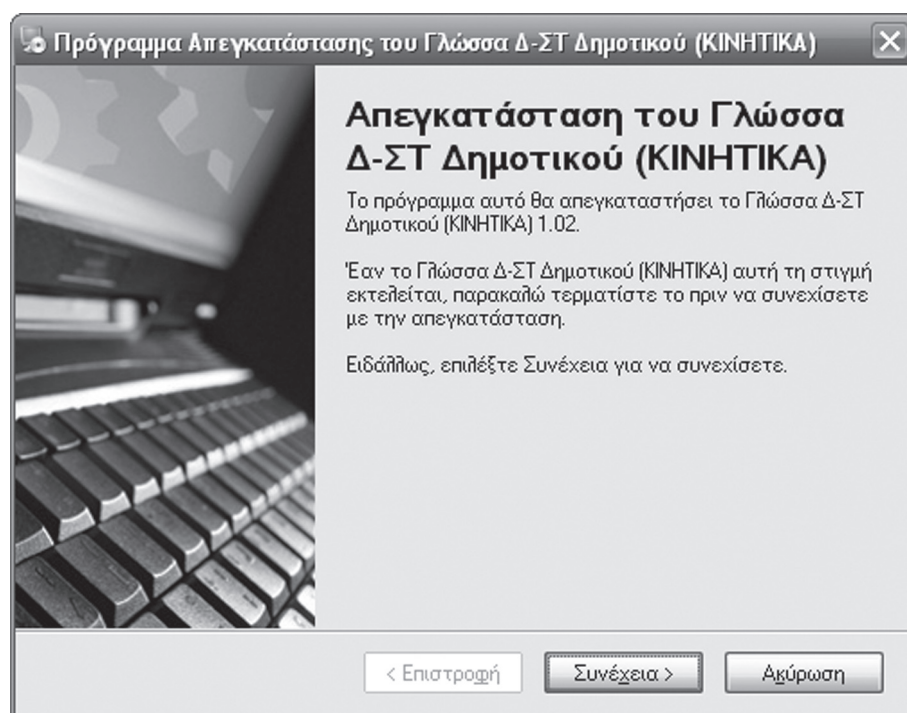 Πρόγραμμα Απεγκατάστασης του Γλώσσα Δ-ΣΤ Δημοτικού (ΚΙΝΗΤΙΚΑ)
Απεγκατάσταση του Γλώσσα
Δ-ΣΤ Δημοτικού (ΚΙΝΗΤΙΚΑ)
Το πρόγραμμα αυτό θα απεγκαταστήσει το Γλώσσα Δ-ΣΤ
Δημοτικού (ΚΙΝΗΤΙΚΑ) 1.02.
Έαν το Γλώσσα Δ-ΣΤ Δημοτικού (ΚΙΝΗΤΙΚΑ) αυτή τη στιγμή
εκτελείται, παρακαλώ τερματίστε το πριν να συνεχίσετε
με την απεγκατάσταση.
Ειδάλλως, επιλέξτε Συνέχεια για να συνεχίσετε.
< Επιστροφή
Συνέχεια >
Ακύρωση